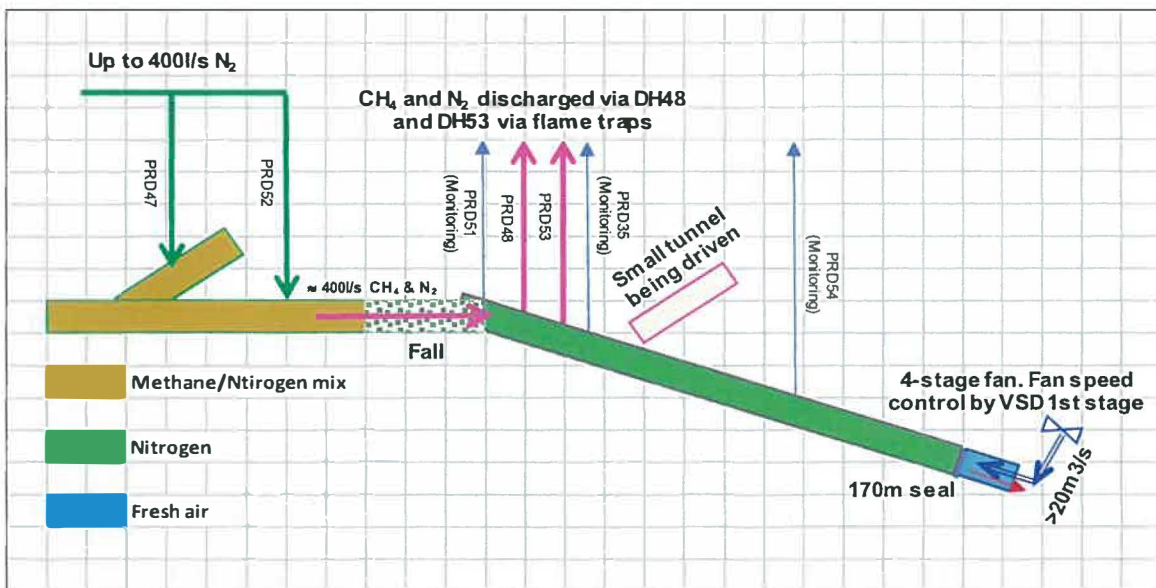 Up to 400l/s N₂
CH₄ and N₂ discharged via DH48
and DH53 via flame traps
PRD47
PRD52
PRD51
(Monitoring)
PRD48
PRD53
PRD35
(Monitoring)
Small tunnel
being driven
PRD54
(Monitoring)
≈ 400l/s CH₄ & N₂
Fall
4-stage fan. Fan speed
control by VSD 1st stage
>20m3/s
170m seal
Methane/Ntirogen mix
Nitrogen
Fresh air